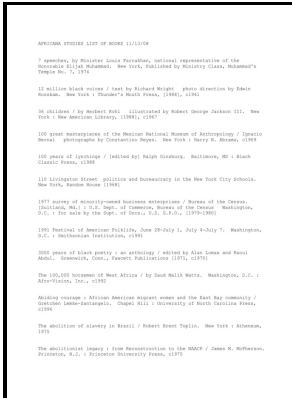 AFRICANA STUDIES LIST OF BOOKS 11/13/08
7 speeches, by Minister Louis Farrakhan, national representative of the
Honorable Elijah Muhammad. New York, Published by Ministry Class, Muhammad's
Temple No. 7, 1974
12 million black voices / text by Richard Wright photo direction by Edwin
Rosskam. New York : Thunder's Mouth Press, [1988], c1941
36 children / by Herbert Kohl illustrated by Robert George Jackson III. New
York : New American Library, [1988], c1967
100 great masterpieces of the Mexican National Museum of Anthropology / Ignacio
Bernal photographs by Constantino Reyes. New York : Harry N. Abrams, c1969
100 years of lynchings / [edited by] Ralph Ginzburg. Baltimore, MD : Black
Classic Press, c1988
110 Livingston Street politics and bureaucracy in the New York City Schools.
New York, Random House [1968]
1977 survey of minority-owned business enterprises / Bureau of the Census.
[Suitland, Md.] : U.S. Dept. of Commerce, Bureau of the Census Washington,
D.C. : for sale by the Supt. of Docs., U.S. G.P.O., [1979-1980]
1991 Festival of American Folklife, June 28-July 1, July 4-July 7. Washington,
D.C. : Smithsonian Institution, c1991
3000 years of black poetry : an anthology / edited by Alan Lomax and Raoul
Abdul. Greenwich, Conn., Fawcett Publications [1971, c1970]
The 100,000 horsemen of West Africa / by Daud Malik Watts. Washington, D.C. :
Afro-Vision, Inc., c1992
Abiding courage : African American migrant women and the East Bay community /
Gretchen Lemke-Santangelo. Chapel Hill : University of North Carolina Press,
c1996
The abolition of slavery in Brazil / Robert Brent Toplin. New York : Atheneum,
1975
The abolitionist legacy : from Reconstruction to the NAACP / James M. McPherson.
Princeton, N.J. : Princeton University Press, c1975